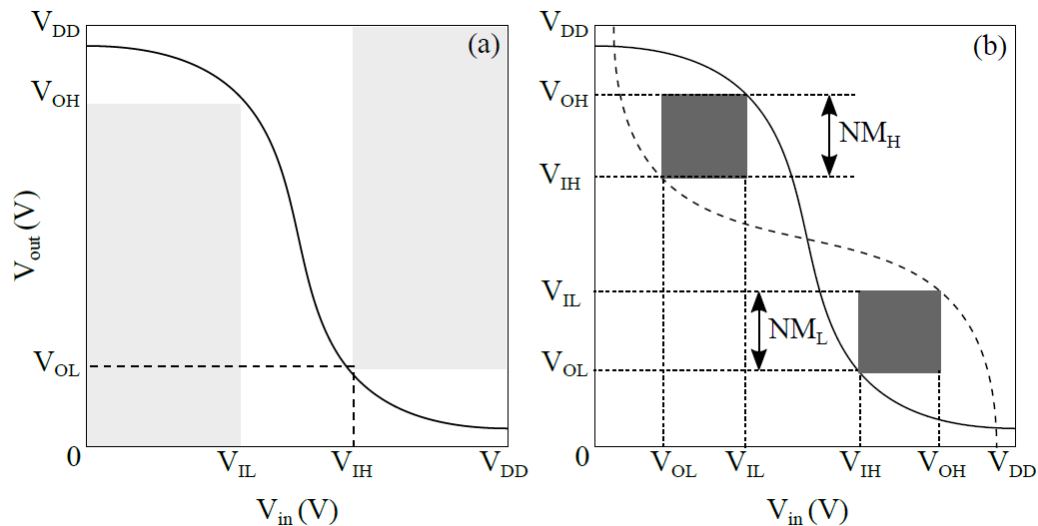 V_DD
(a)
V_OH
V_out (V)
V_OL
0
V_IL
V_IH
V_DD
V_in (V)
V_DD
(b)
V_OH
NM_H
V_IH
V_IL
NM_L
V_OL
0
V_OL
V_IL
V_IH
V_OH
V_DD
V_in (V)